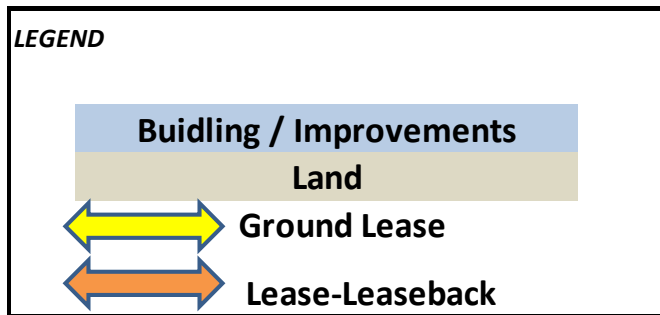 LEGEND
Buidling / Improvements
Land
Ground Lease
Lease-Leaseback